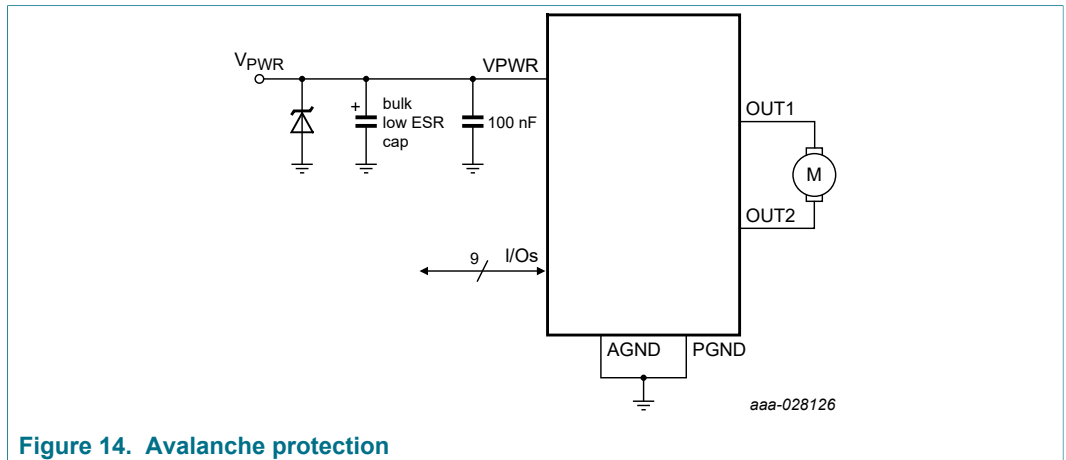 VPWR
VPWR
bulk
+
low ESR
cap
100 nF
OUT1
M
OUT2
9
I/Os
AGND
PGND
aaa-028126
Figure 14. Avalanche protection